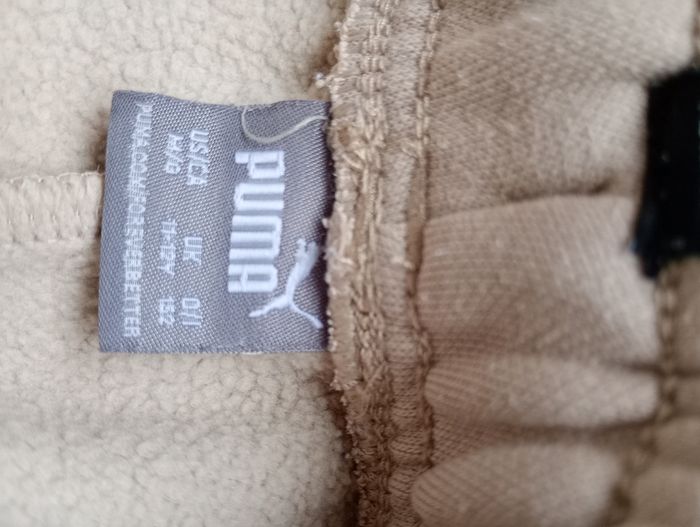 PUMA
US/CA UK D/I
M/G 11-12Y 152
PUMA.COM/FOREVERBETTER